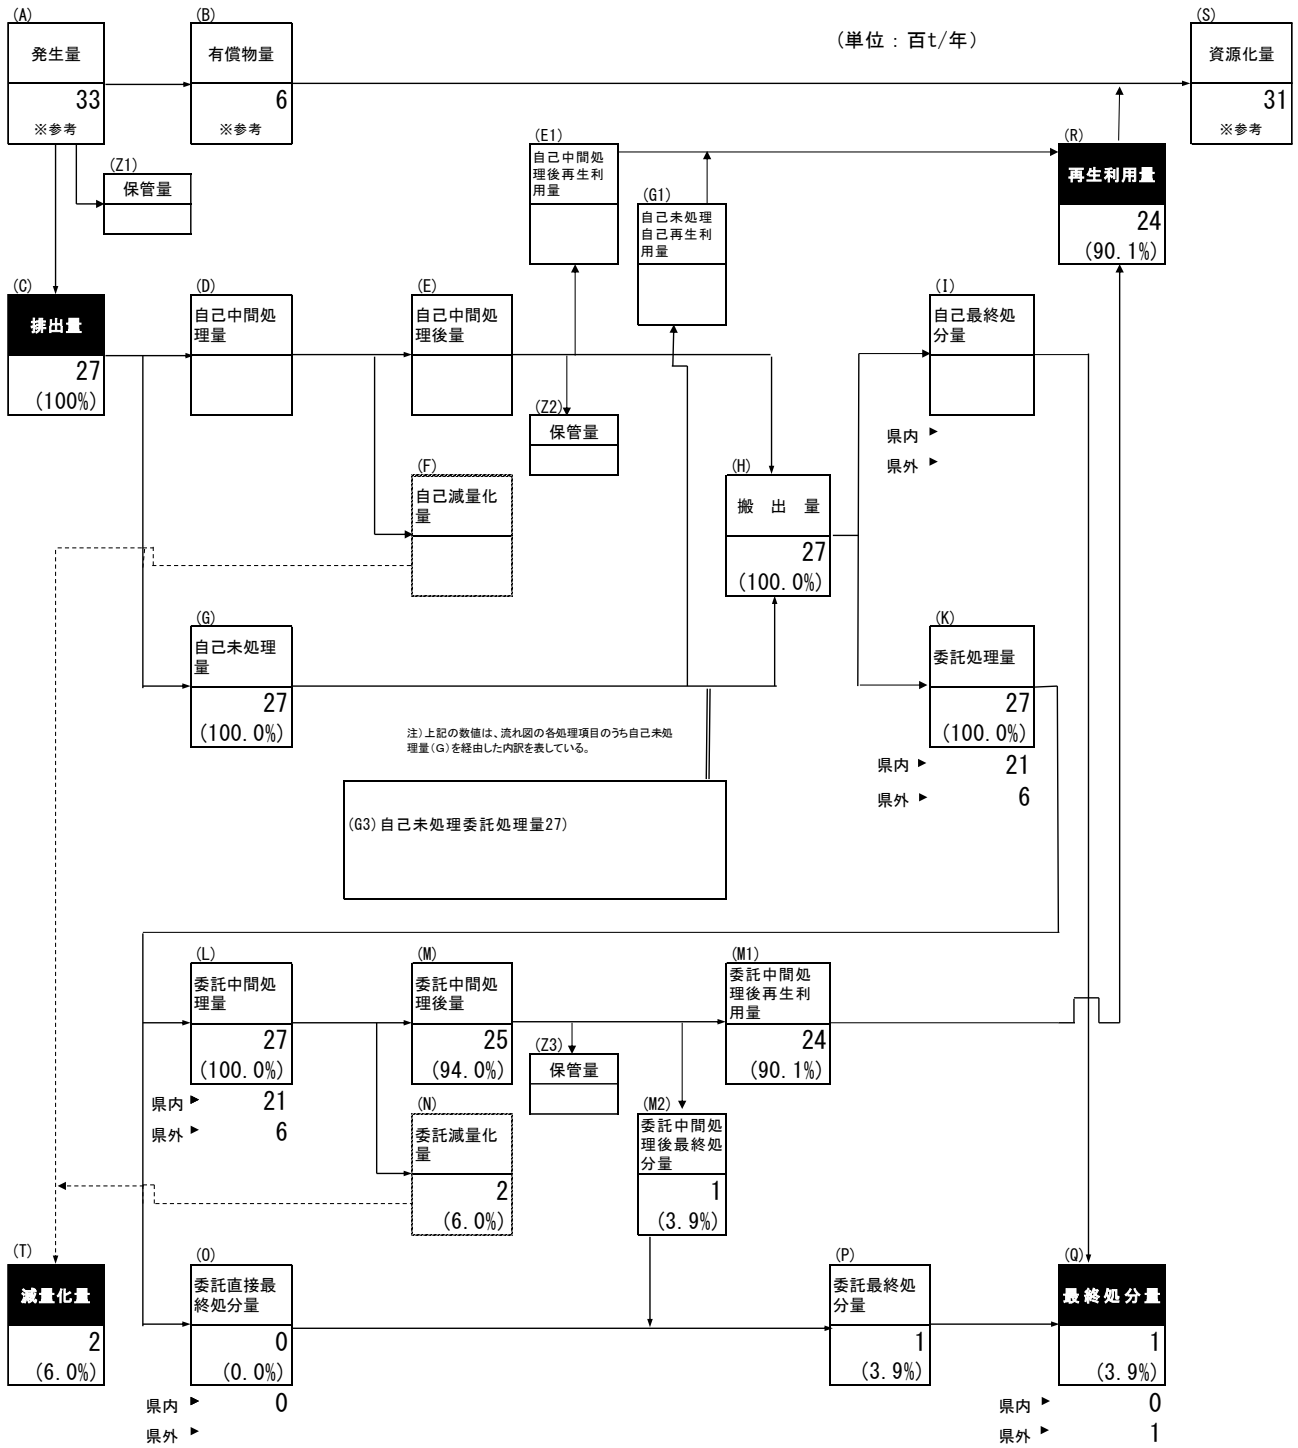 (A)
発生量
33
※参考
(B)
有償物量
6
※参考
(単位：百t/年)
(S)
資源化量
31
※参考
(Z1)
保管量
(E1)
自己中間処
理後再生利
用量
(G1)
自己未処理
自己再生利
用量
(R)
再生利用量
24
(90.1%)
(C)
排出量
27
(100%)
(D)
自己中間処
理量
(E)
自己中間処
理後量
(Z2)
保管量
(I)
自己最終処
分量
県内
県外
(F)
自己減量化
量
(H)
搬 出 量
27
(100.0%)
(G)
自己未処理
量
27
(100.0%)
(K)
委託処理量
27
(100.0%)
県内 21
県外 6
注）上記の数値は、流れ図の各処理項目のうち自己未処
理量（G）を経由した内訳を表している。
(G3)自己未処理委託処理量27)
(L)
委託中間処
理量
27
(100.0%)
県内 21
県外 6
(M)
委託中間処
理後量
25
(94.0%)
(Z3)
保管量
(M1)
委託中間処
理後再生利
用量
24
(90.1%)
(N)
委託減量化
量
2
(6.0%)
(M2)
委託中間処
理後最終処
分量
1
(3.9%)
(T)
減量化量
2
(6.0%)
(O)
委託直接最
終処分量
0
(0.0%)
県内 0
県外
(P)
委託最終処
分量
1
(3.9%)
(Q)
最終処分量
1
(3.9%)
県内 0
県外 1